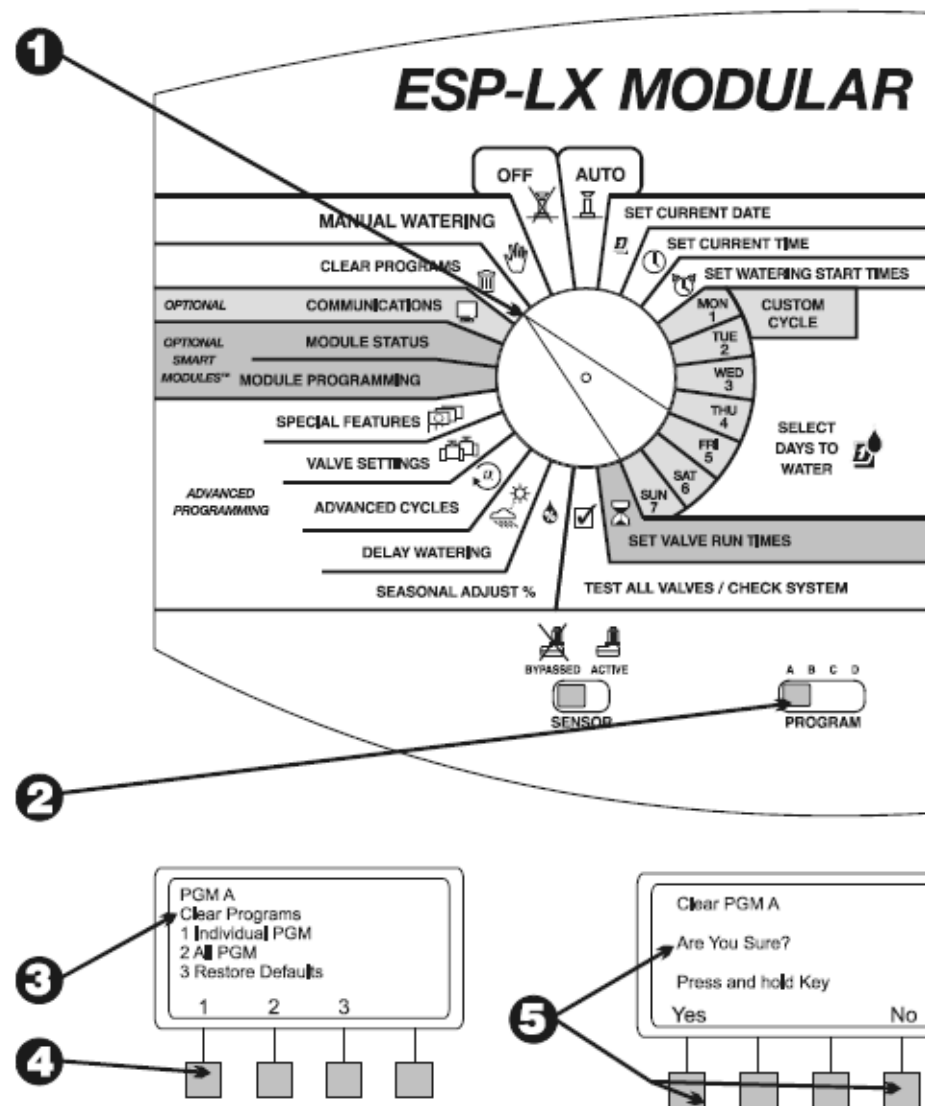 1
ESP-LX MODULAR
OFF
AUTO
MANUAL WATERING
SET CURRENT DATE
SET CURRENT TIME
CLEAR PROGRAMS
SET WATERING START TIMES
OPTIONAL
COMMUNICATIONS
MON
1
CUSTOM
CYCLE
OPTIONAL
SMART
MODULES™
MODULE STATUS
TUE
2
MODULE PROGRAMMING
WED
3
SPECIAL FEATURES
THU
4
SELECT
DAYS TO
WATER
VALVE SETTINGS
FRI
5
ADVANCED
PROGRAMMING
ADVANCED CYCLES
SAT
6
SUN
7
DELAY WATERING
SET VALVE RUN TIMES
SEASONAL ADJUST %
TEST ALL VALVES / CHECK SYSTEM
BYPASSED ACTIVE
SENSOR
A B C D
PROGRAM
2
PGM A
Clear Programs
1 Individual PGM
2 All PGM
3 Restore Defaults
1 2 3
3
4
Clear PGM A
Are You Sure?
Press and hold Key
Yes No
5